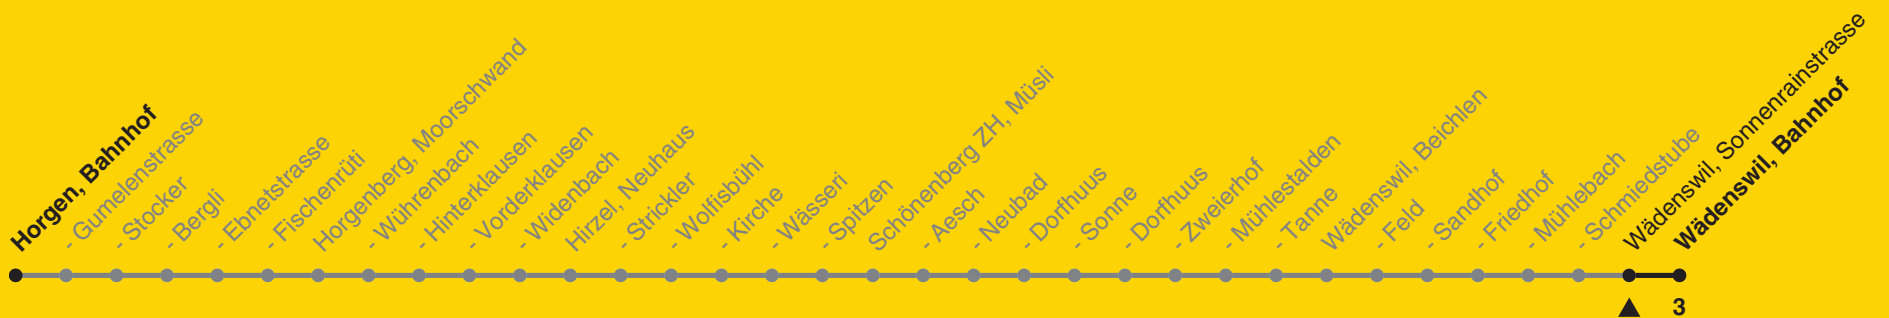 Horgen, Bahnhof
- Gumelenstrasse
- Stocker
- Bergli
- Ebnetstrasse
- Fischenrüti
Horgenberg, Moorschwand
- Wührenbach
- Hinterklausen
- Vorderklausen
- Widenbach
Hirzel, Neuhaus
- Strickler
- Wolfisbühl
- Kirche
- Wässeri
- Spitzen
Schönenberg ZH, Müsli
- Aesch
- Neubad
- Dorfhuus
- Sonne
- Dorfhuus
- Zweierhof
- Mühlestalden
- Tanne
Wädenswil, Beichlen
- Feld
- Sandhof
- Friedhof
- Mühlebach
- Schmiedstube
Wädenswil, Sonnenrainstrasse
Wädenswil, Bahnhof
3